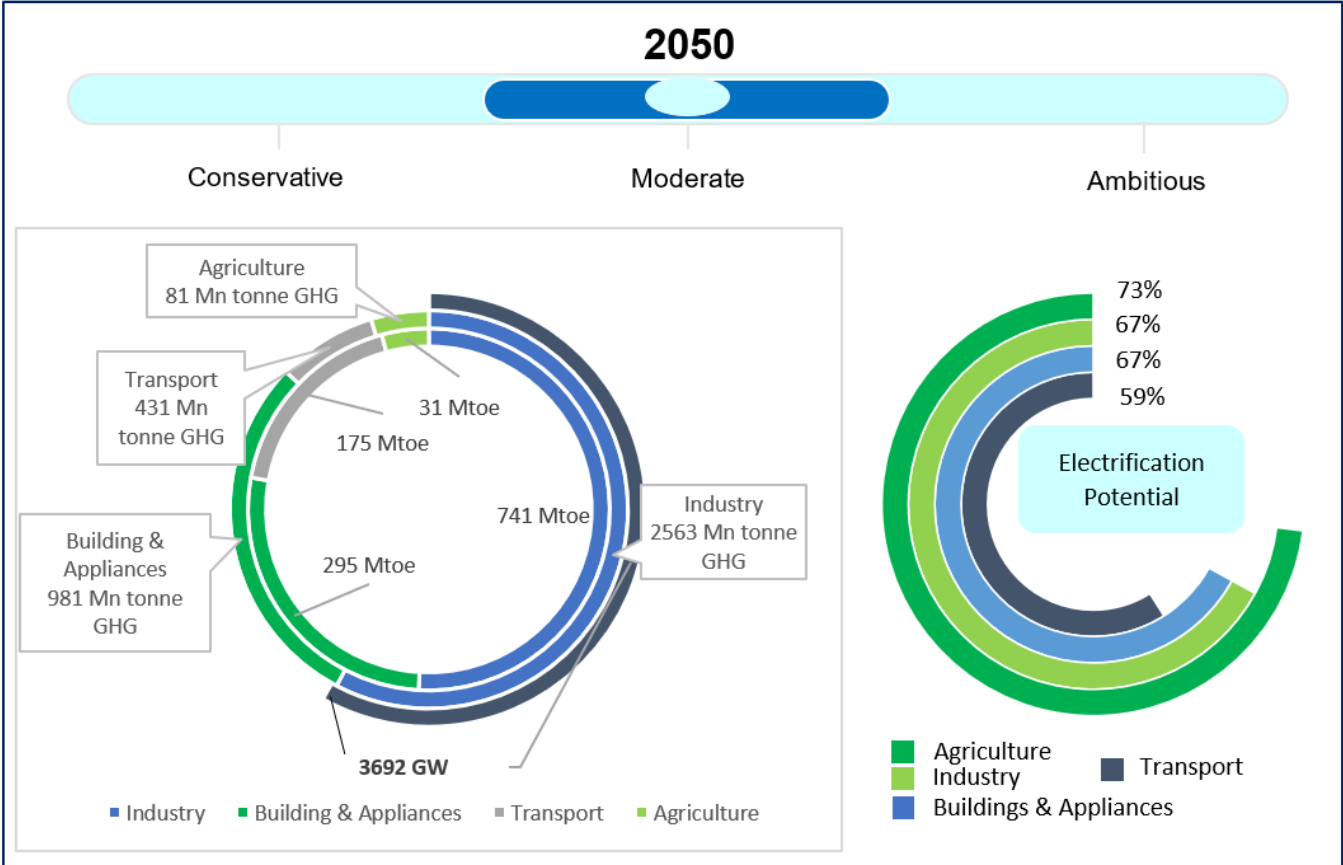 2050
Conservative
Moderate
Ambitious
Agriculture
81 Mn tonne GHG
Transport
431 Mn
tonne GHG
Building &
Appliances
981 Mn tonne
GHG
Industry
2563 Mn tonne
GHG
31 Mtoe
175 Mtoe
741 Mtoe
295 Mtoe
3692 GW
Industry
Building & Appliances
Transport
Agriculture
73%
67%
67%
59%
Electrification
Potential
Agriculture
Industry
Transport
Buildings & Appliances